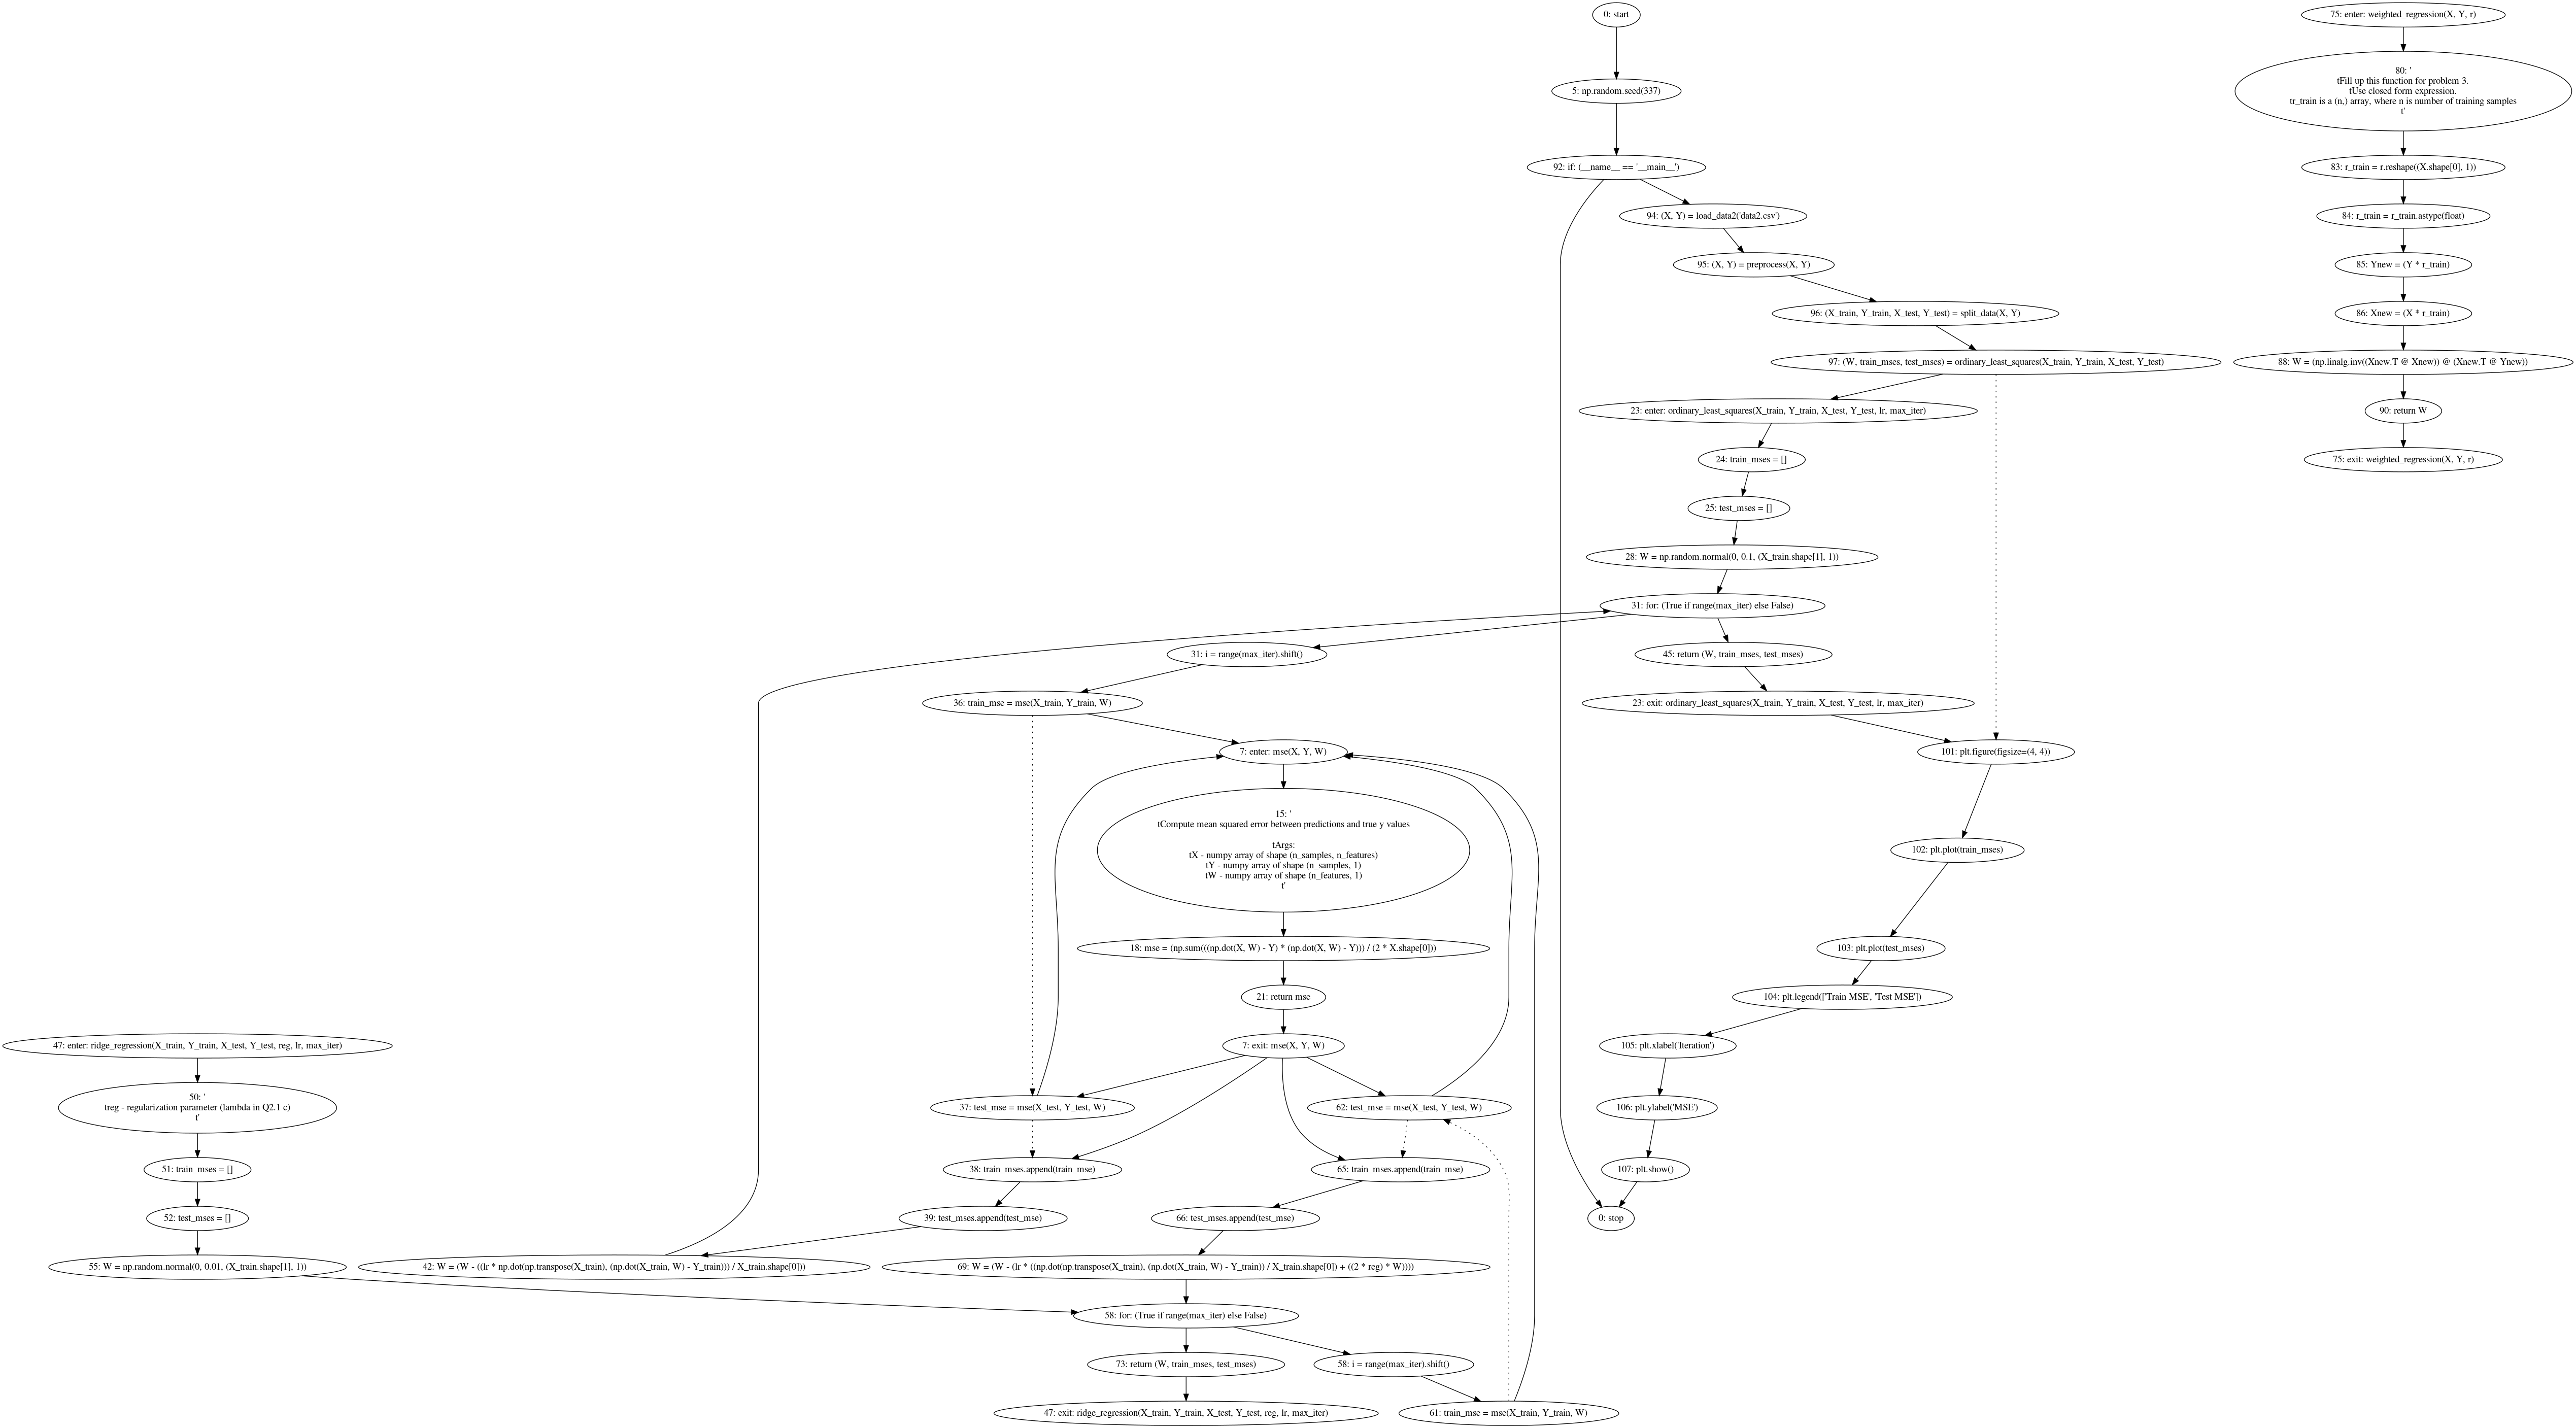 0: start
5: np.random.seed(337)
92: if: (__name__ == '__main__')
94: (X, Y) = load_data2('data2.csv')
95: (X, Y) = preprocess(X, Y)
96: (X_train, Y_train, X_test, Y_test) = split_data(X, Y)
97: (W, train_mses, test_mses) = ordinary_least_squares(X_train, Y_train, X_test, Y_test)
23: enter: ordinary_least_squares(X_train, Y_train, X_test, Y_test, lr, max_iter)
24: train_mses = []
25: test_mses = []
28: W = np.random.normal(0, 0.1, (X_train.shape[1], 1))
31: for: (True if range(max_iter) else False)
31: i = range(max_iter).shift()
45: return (W, train_mses, test_mses)
36: train_mse = mse(X_train, Y_train, W)
23: exit: ordinary_least_squares(X_train, Y_train, X_test, Y_test, lr, max_iter)
7: enter: mse(X, Y, W)
101: plt.figure(figsize=(4, 4))
15: '
tCompute mean squared error between predictions and true y values

tArgs:
tX - numpy array of shape (n_samples, n_features)
tY - numpy array of shape (n_samples, 1)
tW - numpy array of shape (n_features, 1)
t'
102: plt.plot(train_mses)
18: mse = (np.sum(((np.dot(X, W) - Y) * (np.dot(X, W) - Y))) / (2 * X.shape[0]))
103: plt.plot(test_mses)
21: return mse
104: plt.legend(['Train MSE', 'Test MSE'])
7: exit: mse(X, Y, W)
105: plt.xlabel('Iteration')
37: test_mse = mse(X_test, Y_test, W)
62: test_mse = mse(X_test, Y_test, W)
106: plt.ylabel('MSE')
38: train_mses.append(train_mse)
65: train_mses.append(train_mse)
107: plt.show()
39: test_mses.append(test_mse)
66: test_mses.append(test_mse)
0: stop
42: W = (W - ((lr * np.dot(np.transpose(X_train), (np.dot(X_train, W) - Y_train))) / X_train.shape[0]))
69: W = (W - (lr * ((np.dot(np.transpose(X_train), (np.dot(X_train, W) - Y_train)) / X_train.shape[0]) + ((2 * reg) * W))))
58: for: (True if range(max_iter) else False)
73: return (W, train_mses, test_mses)
58: i = range(max_iter).shift()
47: exit: ridge_regression(X_train, Y_train, X_test, Y_test, reg, lr, max_iter)
61: train_mse = mse(X_train, Y_train, W)
47: enter: ridge_regression(X_train, Y_train, X_test, Y_test, reg, lr, max_iter)
50: '
treg - regularization parameter (lambda in Q2.1 c)
t'
51: train_mses = []
52: test_mses = []
55: W = np.random.normal(0, 0.01, (X_train.shape[1], 1))
75: enter: weighted_regression(X, Y, r)
80: '
tFill up this function for problem 3.
tUse closed form expression.
tr_train is a (n,) array, where n is number of training samples
t'
83: r_train = r.reshape((X.shape[0], 1))
84: r_train = r_train.astype(float)
85: Ynew = (Y * r_train)
86: Xnew = (X * r_train)
88: W = (np.linalg.inv((Xnew.T @ Xnew)) @ (Xnew.T @ Ynew))
90: return W
75: exit: weighted_regression(X, Y, r)